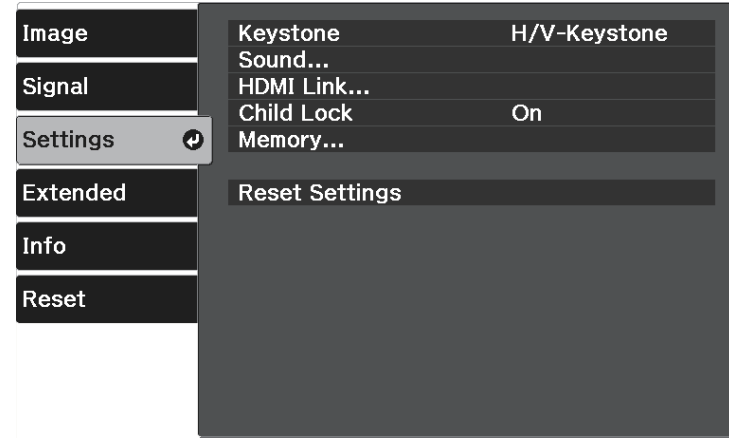 Image
Signal
Settings
Extended
Info
Reset
Keystone H/V-Keystone
Sound...
HDMI Link...
Child Lock On
Memory...
Reset Settings